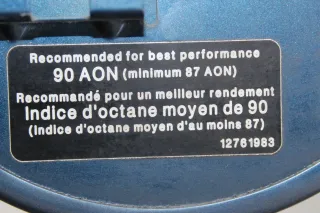 Recommended for best performance
90 AON (minimum 87 AON)
Recommandé pour un meilleur rendement
Indice d'octane moyen de 90
(Indice d'octane moyen d'au moins 87)
12761983